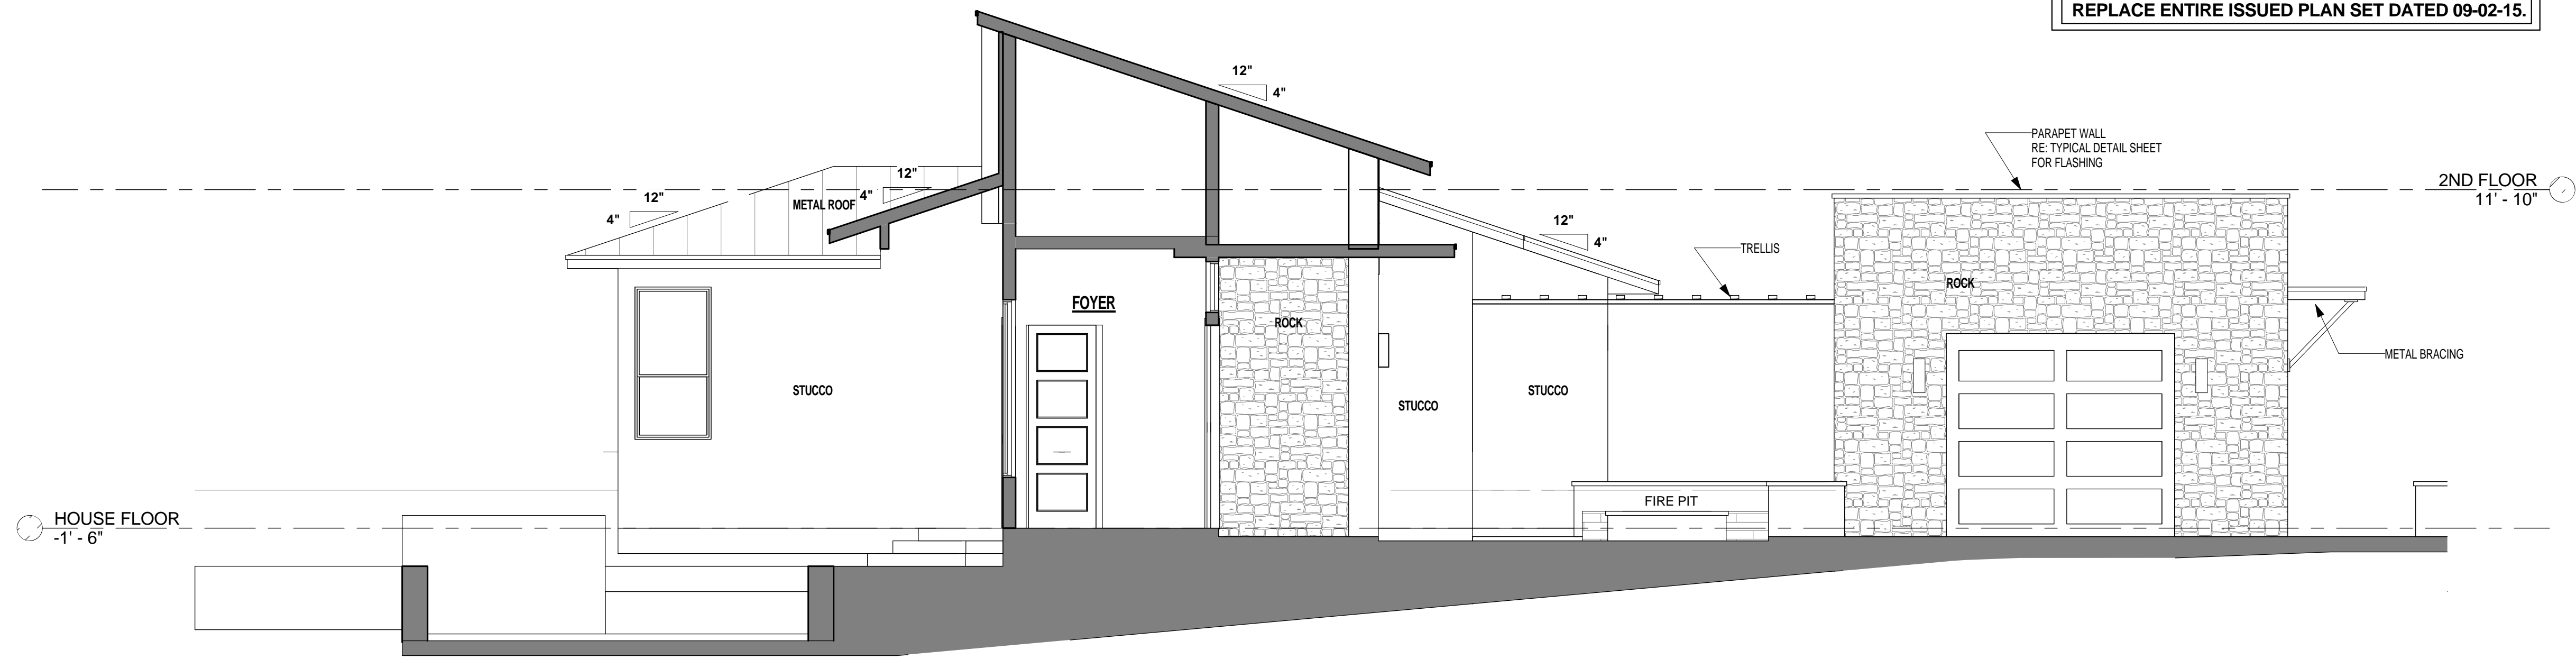 REPLACE ENTIRE ISSUED PLAN SET DATED 09-02-15.
12"
4"
PARAPET WALL
RE: TYPICAL DETAIL SHEET
FOR FLASHING
12"
4"
METAL ROOF
12"
4"
2ND FLOOR
11' - 10"
12"
4"
TRELLIS
ROCK
FOYER
ROCK
METAL BRACING
STUCCO
STUCCO
STUCCO
FIRE PIT
HOUSE FLOOR
-1' - 6"